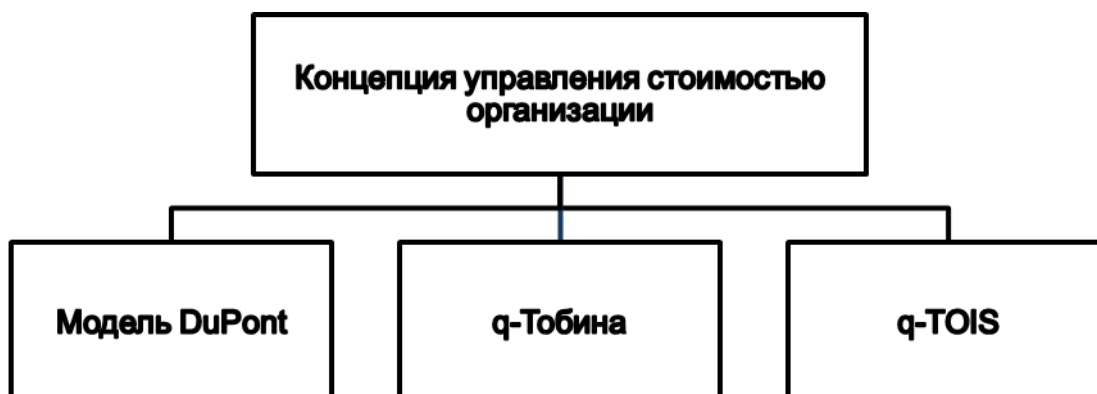 Концепция управления стоимостью
организации
Модель DuPont
q-Тобина
q-TOIS